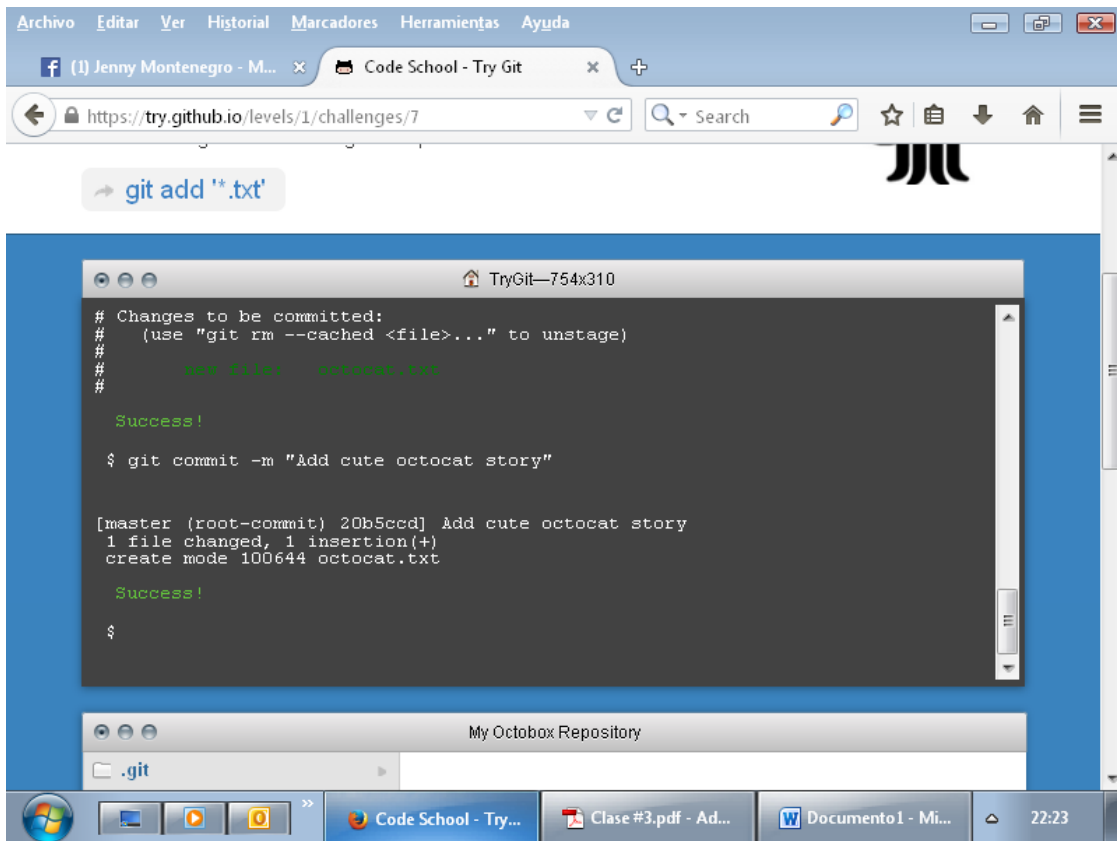 Archivo Editar Ver Historial Marcadores Herramientas Ayuda
(1) Jenny Montenegro - M...
Code School - Try Git
https://try.github.io/levels/1/challenges/7
Search
git add '*.txt'
TryGit—754x310
# Changes to be committed:
#   (use "git rm --cached <file>..." to unstage)
#
#       new file:   octocat.txt
#
Success!
$ git commit -m "Add cute octocat story"
[master (root-commit) 20b5ccd] Add cute octocat story
1 file changed, 1 insertion(+)
create mode 100644 octocat.txt
Success!
$
My Octobox Repository
.git
Code School - Try...
Clase #3.pdf - Ad...
Documento1 - Mi...
22:23